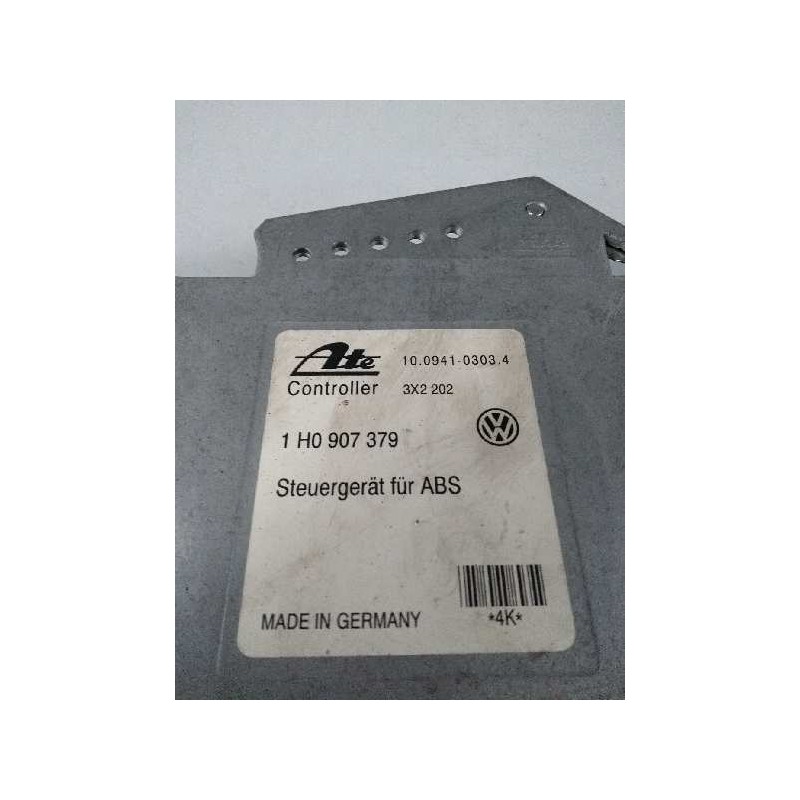 Ate 10.0941-0303.4
Controller 3X2 202
1 H0 907 379
VW
Steuergerät für ABS
*4K*
MADE IN GERMANY